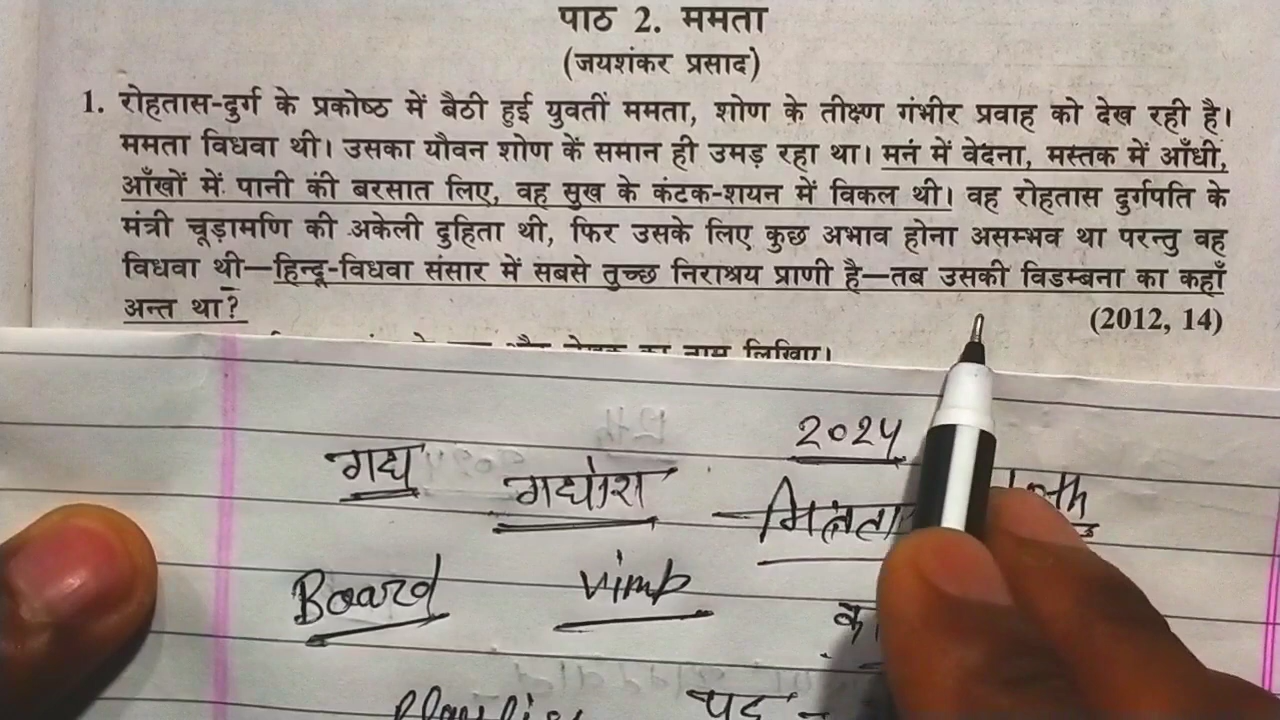 पाठ 2. ममता
(जयशंकर प्रसाद)
1. रोहतास-दुर्ग के प्रकोष्ठ में बैठी हुई युवती ममता, शोण के तीक्ष्ण गंभीर प्रवाह को देख रही है।
ममता विधवा थी। उसका यौवन शोण के समान ही उमड़ रहा था। मन में वेदना, मस्तक में आँधी,
आँखों में पानी की बरसात लिए, वह सुख के कंटक-शयन में विकल थी। वह रोहतास दुर्गपति के
मंत्री चूड़ामणि की अकेली दुहिता थी, फिर उसके लिए कुछ अभाव होना असम्भव था परन्तु वह
विधवा थी—हिन्दू-विधवा संसार में सबसे तुच्छ निराश्रय प्राणी है—तब उसकी विडम्बना का कहाँ
अन्त था?
(2012, 14)
नाम लिखिए।
2024
गद्य गद्यांश
Board vimp
पद